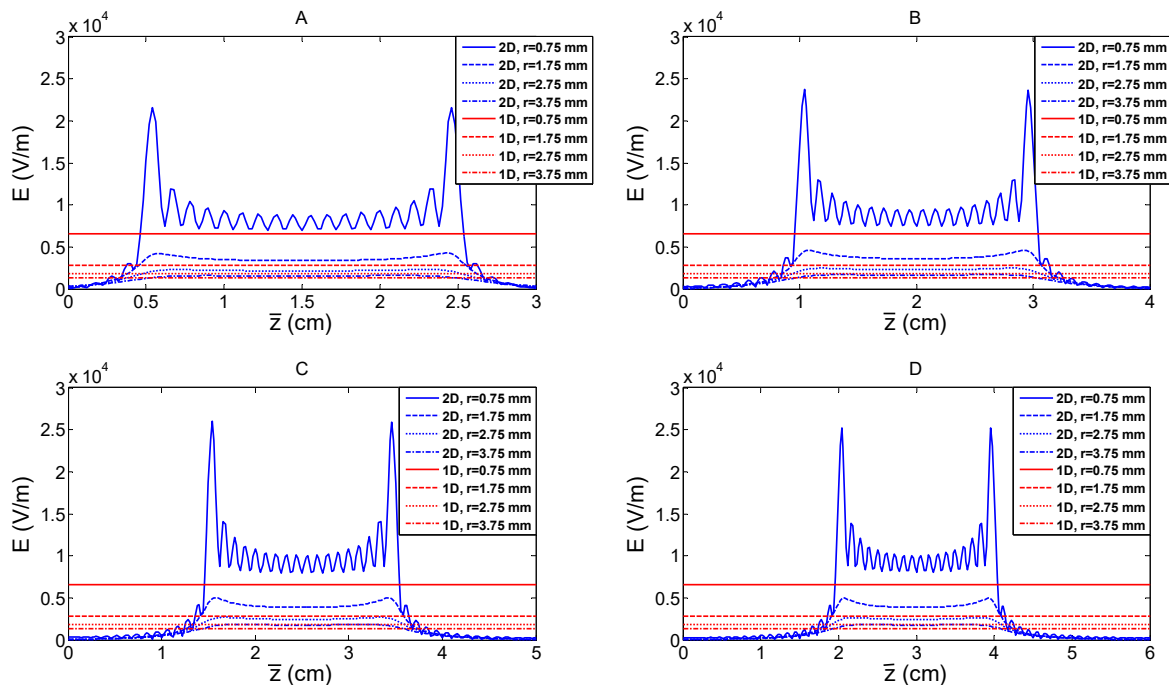 A
x 10⁴
3
2.5
2
1.5
1
0.5
0
E (V/m)
0
0.5
1
1.5
2
2.5
3
z̅ (cm)
2D, r=0.75 mm
2D, r=1.75 mm
2D, r=2.75 mm
2D, r=3.75 mm
1D, r=0.75 mm
1D, r=1.75 mm
1D, r=2.75 mm
1D, r=3.75 mm
B
x 10⁴
3
2.5
2
1.5
1
0.5
0
E (V/m)
0
1
2
3
4
z̅ (cm)
2D, r=0.75 mm
2D, r=1.75 mm
2D, r=2.75 mm
2D, r=3.75 mm
1D, r=0.75 mm
1D, r=1.75 mm
1D, r=2.75 mm
1D, r=3.75 mm
C
x 10⁴
3
2.5
2
1.5
1
0.5
0
E (V/m)
0
1
2
3
4
5
z̅ (cm)
2D, r=0.75 mm
2D, r=1.75 mm
2D, r=2.75 mm
2D, r=3.75 mm
1D, r=0.75 mm
1D, r=1.75 mm
1D, r=2.75 mm
1D, r=3.75 mm
D
x 10⁴
3
2.5
2
1.5
1
0.5
0
E (V/m)
0
1
2
3
4
5
6
z̅ (cm)
2D, r=0.75 mm
2D, r=1.75 mm
2D, r=2.75 mm
2D, r=3.75 mm
1D, r=0.75 mm
1D, r=1.75 mm
1D, r=2.75 mm
1D, r=3.75 mm